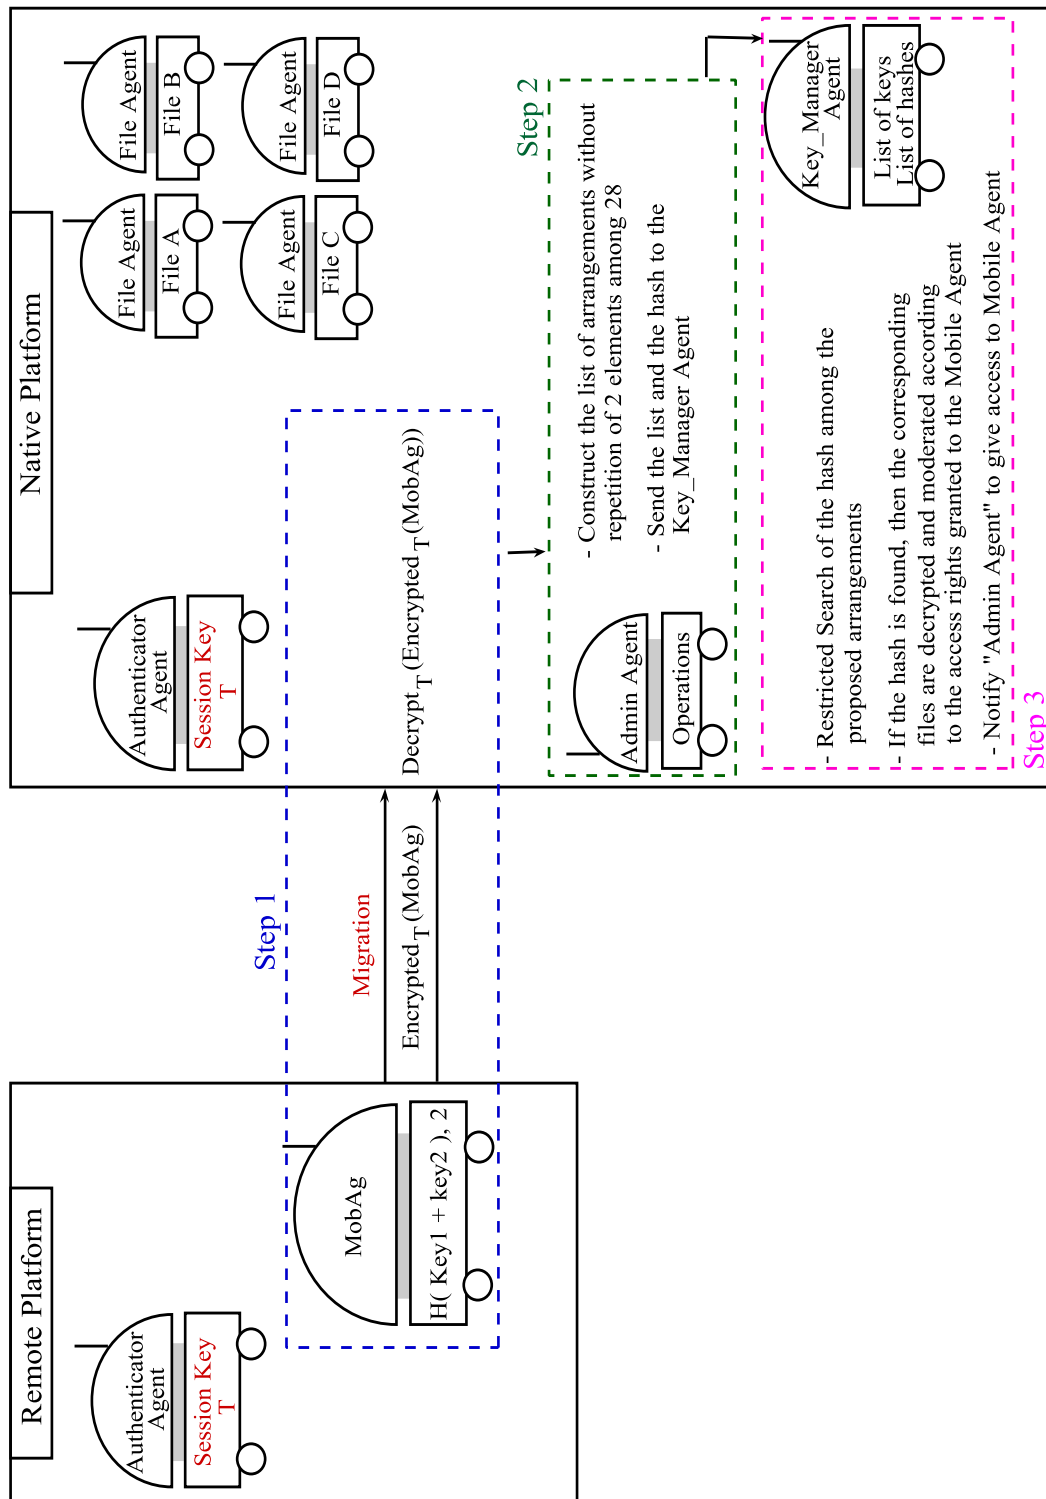 Remote Platform
Authenticator
Agent
Session Key
T
MobAg
H( Key1 + key2 ), 2
Step 1
Migration
Encrypted T (MobAg)
Native Platform
Authenticator
Agent
Session Key
T
Decrypt T (Encrypted T (MobAg))
File Agent
File A
File Agent
File B
File Agent
File C
File Agent
File D
Step 2
Admin Agent
Operations
- Construct the list of arrangements without
repetition of 2 elements among 28
- Send the list and the hash to the
Key_Manager Agent
Step 3
- Restricted Search of the hash among the
proposed arrangements
- If the hash is found, then the corresponding
files are decrypted and moderated according
to the access rights granted to the Mobile Agent
- Notify "Admin Agent" to give access to Mobile Agent
Key_Manager
Agent
List of keys
List of hashes